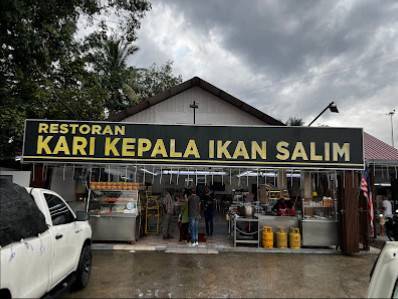 RESTORAN
KARI KEPALA IKAN SALIM